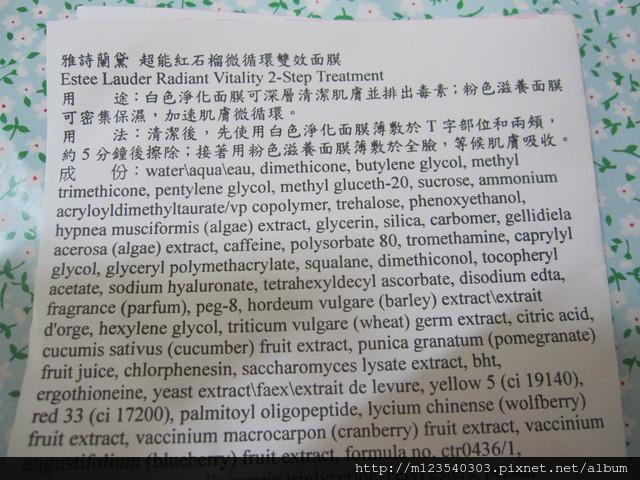 雅詩蘭黛 超能紅石榴微循環雙效面膜
Estee Lauder Radiant Vitality 2-Step Treatment
用 途：白色淨化面膜可深層清潔肌膚並排出毒素；粉色滋養面膜
可密集保濕，加速肌膚微循環。
用 法：清潔後，先使用白色淨化面膜薄敷於 T 字部位和兩頰，
約 5 分鐘後擦除；接著用粉色滋養面膜薄敷於全臉，等候肌膚吸收。
成 份：water\aqua\eau, dimethicone, butylene glycol, methyl
trimethicone, pentylene glycol, methyl gluceth-20, sucrose, ammonium
acryloyldimethyltaurate/vp copolymer, trehalose, phenoxyethanol,
hypnea musciformis (algae) extract, glycerin, silica, carbomer, gellidiela
acerosa (algae) extract, caffeine, polysorbate 80, tromethamine, caprylyl
glycol, glyceryl polymethacrylate, squalane, dimethiconol, tocopheryl
acetate, sodium hyaluronate, tetrahexyldecyl ascorbate, disodium edta,
fragrance (parfum), peg-8, hordeum vulgare (barley) extract\extrait
d'orge, hexylene glycol, triticum vulgare (wheat) germ extract, citric acid,
cucumis sativus (cucumber) fruit extract, punica granatum (pomegranate)
fruit juice, chlorphenesin, saccharomyces lysate extract, bht,
ergothioneine, yeast extract\faex\extrait de levure, yellow 5 (ci 19140),
red 33 (ci 17200), palmitoyl oligopeptide, lycium chinense (wolfberry)
fruit extract, vaccinium macrocarpon (cranberry) fruit extract, vaccinium
angustifolium (blueberry) fruit extract, formula no. ctr0436/1,
http://m123540303.pixnet.net/album